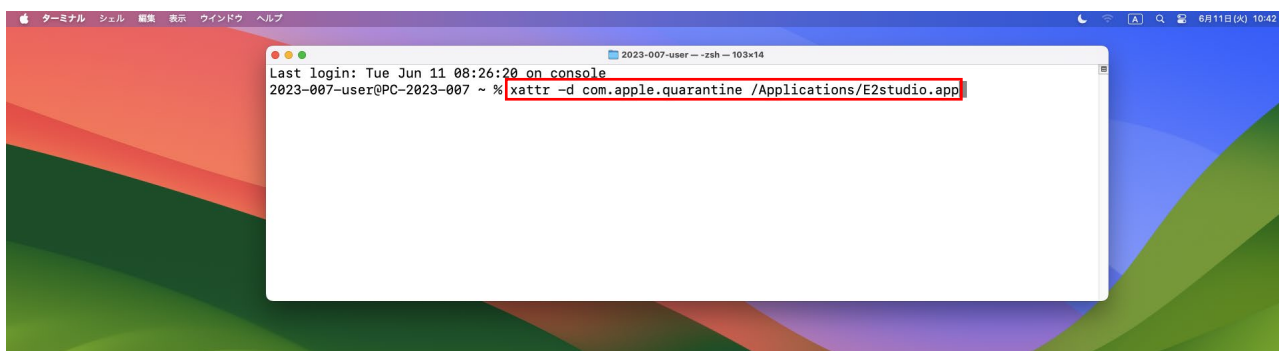 ターミナル シェル 編集 表示 ウインドウ ヘルプ A 6月11日(火) 10:42
2023-007-user — -zsh — 103×14
Last login: Tue Jun 11 08:26:20 on console
2023-007-user@PC-2023-007 ~ % xattr -d com.apple.quarantine /Applications/E2studio.app